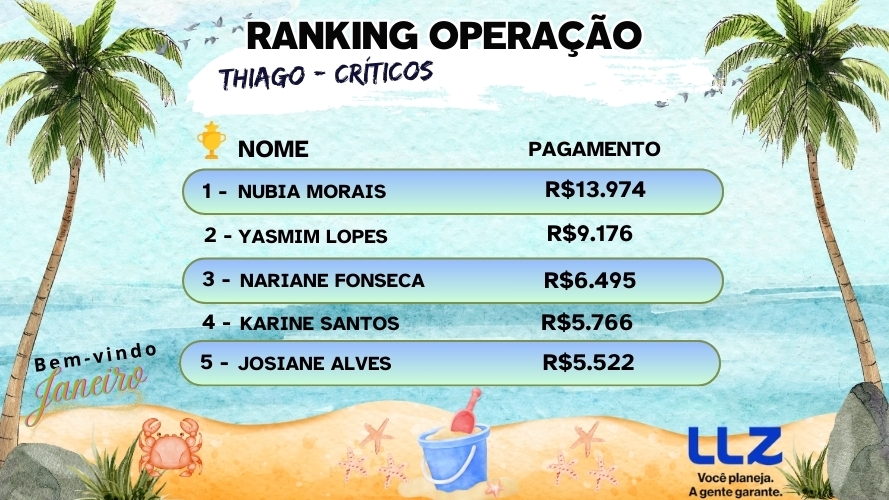 RANKING OPERAÇÃO
THIAGO - CRÍTICOS
NOME PAGAMENTO
1 - NUBIA MORAIS R$13.974
2 - YASMIM LOPES R$9.176
3 - NARIANE FONSECA R$6.495
4 - KARINE SANTOS R$5.766
5 - JOSIANE ALVES R$5.522
Bem-vindo
Janeiro
LLZ
Você planeja.
A gente garante.